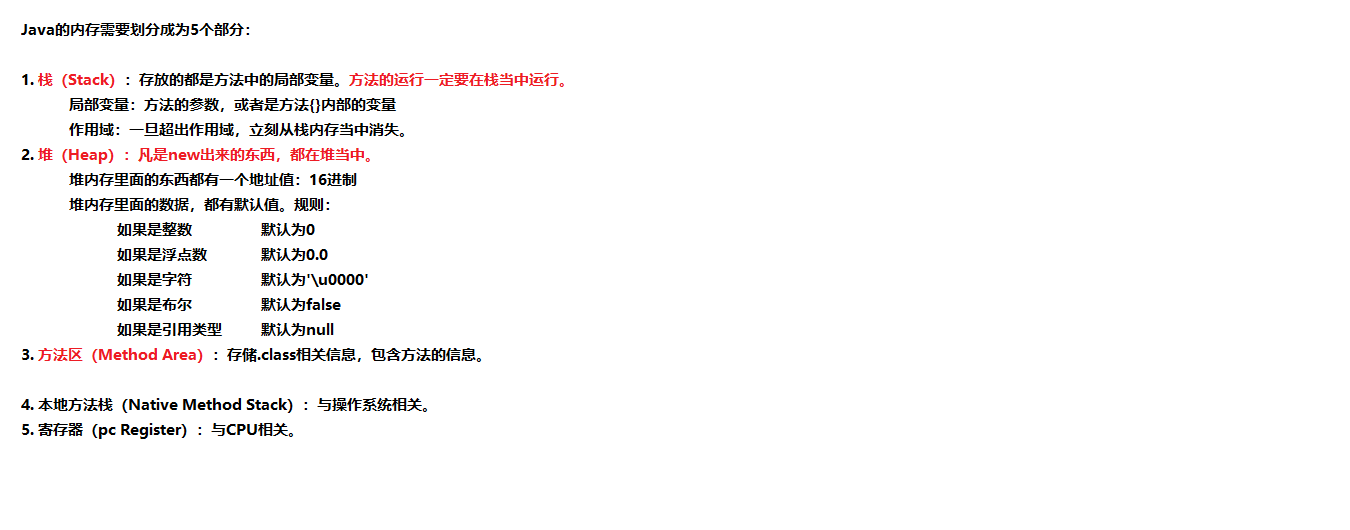 Java的内存需要划分成为5个部分：
1. 栈（Stack）：存放的都是方法中的局部变量。方法的运行一定要在栈当中运行。
局部变量：方法的参数，或者是方法{}内部的变量
作用域：一旦超出作用域，立刻从栈内存当中消失。
2. 堆（Heap）：凡是new出来的东西，都在堆当中。
堆内存里面的东西都有一个地址值：16进制
堆内存里面的数据，都有默认值。规则：
如果是整数 默认为0
如果是浮点数 默认为0.0
如果是字符 默认为'\u0000'
如果是布尔 默认为false
如果是引用类型 默认为null
3. 方法区（Method Area）：存储.class相关信息，包含方法的信息。
4. 本地方法栈（Native Method Stack）：与操作系统相关。
5. 寄存器（pc Register）：与CPU相关。